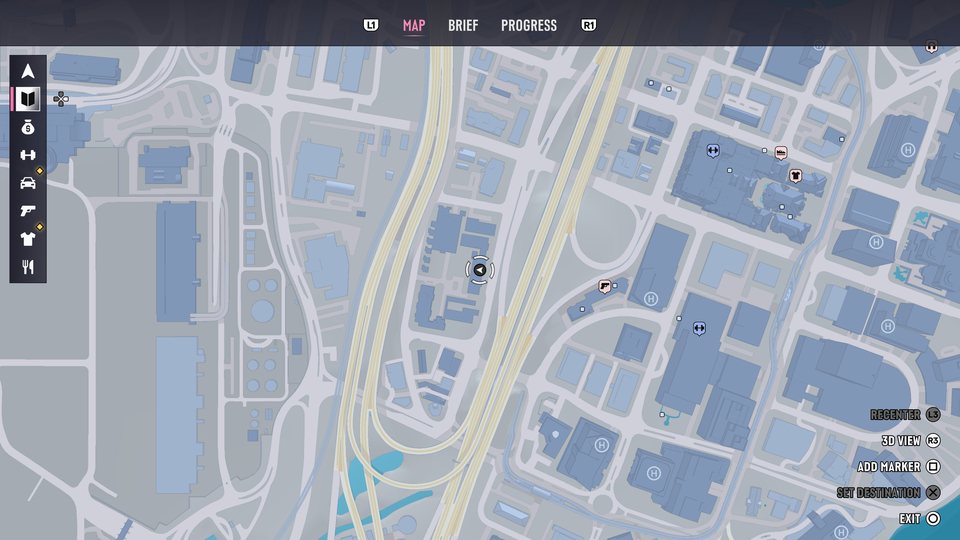 L1 MAP BRIEF PROGRESS R1
$
H
H
H
H
H
H
H
RECENTER L3
3D VIEW R3
ADD MARKER
SET DESTINATION
EXIT